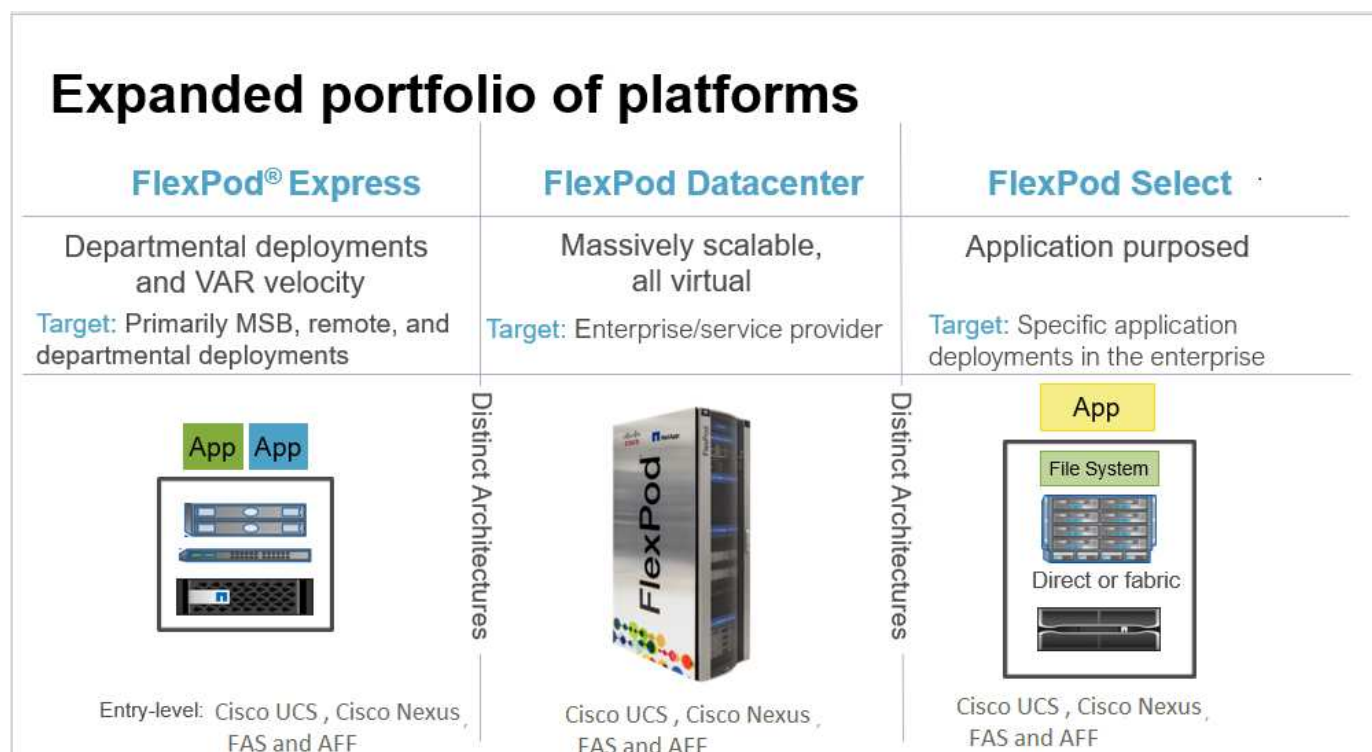 Expanded portfolio of platforms
FlexPod® Express
Departmental deployments
and VAR velocity
Target: Primarily MSB, remote, and
departmental deployments
App App
Entry-level: Cisco UCS , Cisco Nexus ,
FAS and AFF
Distinct Architectures
FlexPod Datacenter
Massively scalable,
all virtual
Target: Enterprise/service provider
CISCO
NetApp
FlexPod
FlexPod
Cisco UCS , Cisco Nexus ,
FAS and AFF
Distinct Architectures
FlexPod Select .
Application purposed
Target: Specific application
deployments in the enterprise
App
File System
Direct or fabric
Cisco UCS , Cisco Nexus ,
FAS and AFF